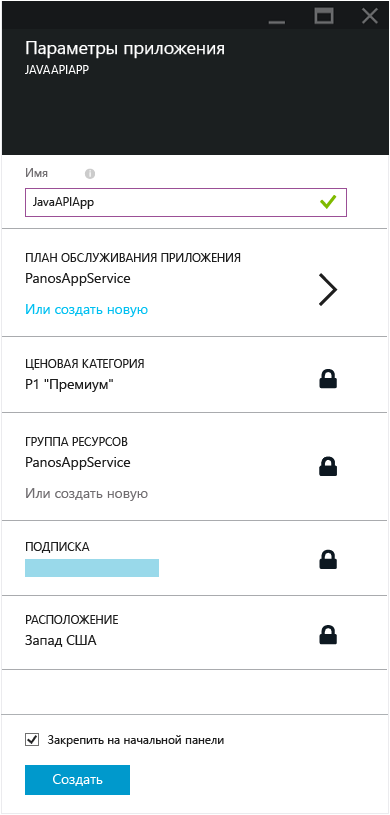 Параметры приложения
JAVAAPIAPP
Имя
JavaAPIApp
ПЛАН ОБСЛУЖИВАНИЯ ПРИЛОЖЕНИЯ
PanosAppService
Или создать новую
ЦЕНОВАЯ КАТЕГОРИЯ
P1 "Премиум"
ГРУППА РЕСУРСОВ
PanosAppService
Или создать новую
ПОДПИСКА
РАСПОЛОЖЕНИЕ
Запад США
Закрепить на начальной панели
Создать